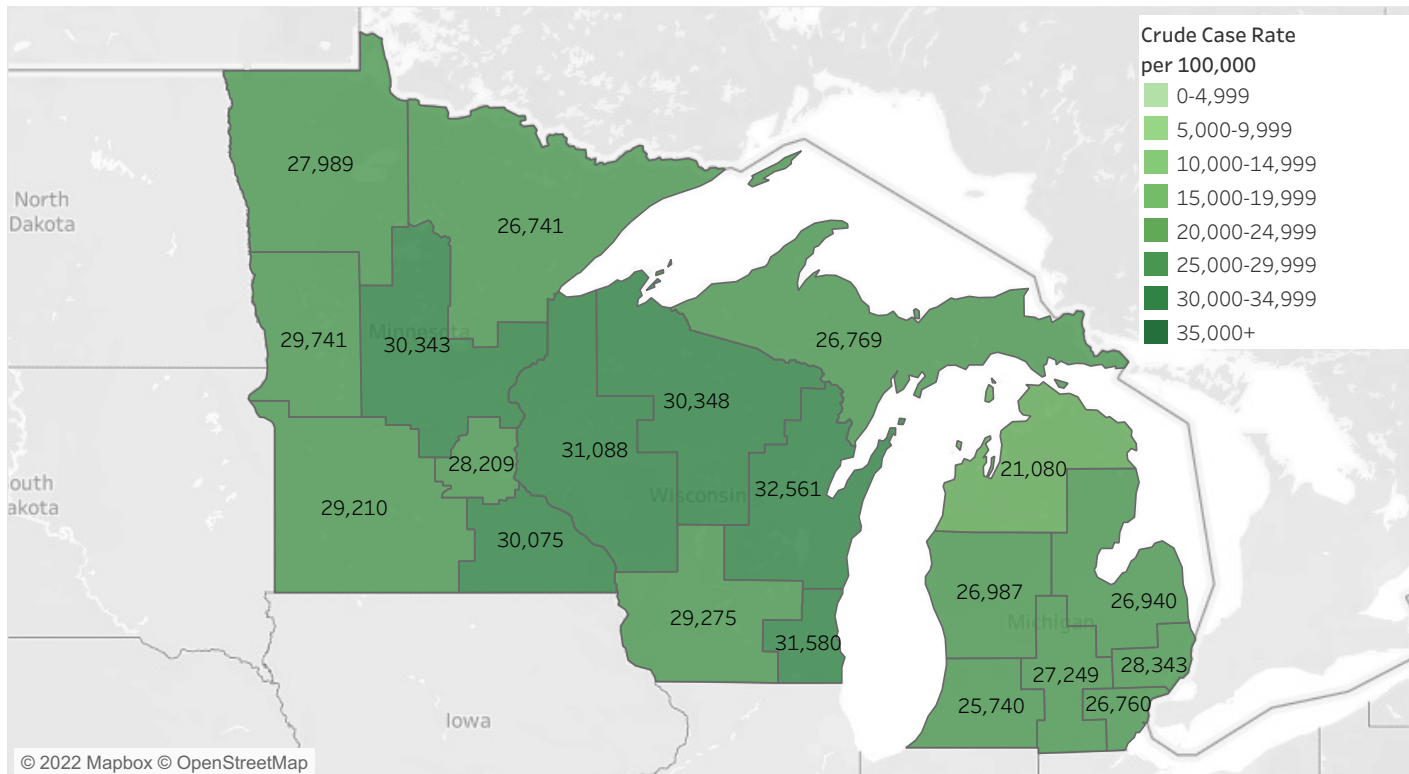 Crude Case Rate
per 100,000
0-4,999
5,000-9,999
10,000-14,999
15,000-19,999
20,000-24,999
25,000-29,999
30,000-34,999
35,000+
North
Dakota
27,989
26,741
29,741
Minnesota
30,343
26,769
30,348
31,088
21,080
28,209
32,561
Wisconsin
outh
akota
29,210
30,075
26,987
26,940
Michigan
29,275
31,580
28,343
27,249
25,740
26,760
Iowa
© 2022 Mapbox © OpenStreetMap